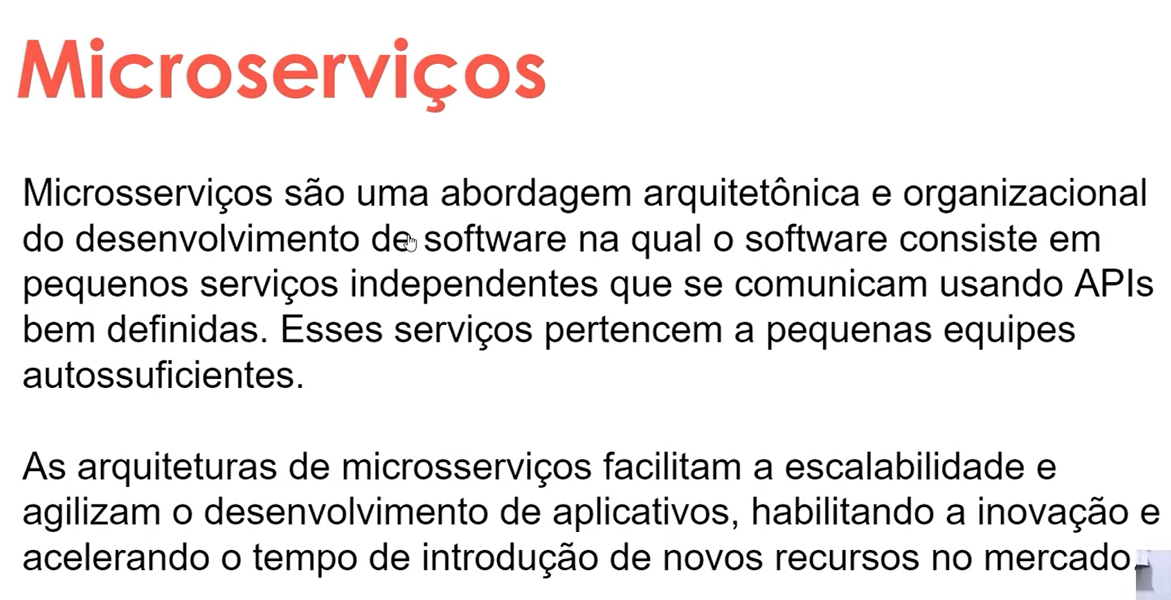 Microserviços
Microsserviços são uma abordagem arquitetônica e organizacional
do desenvolvimento de software na qual o software consiste em
pequenos serviços independentes que se comunicam usando APIs
bem definidas. Esses serviços pertencem a pequenas equipes
autossuficientes.
As arquiteturas de microsserviços facilitam a escalabilidade e
agilizam o desenvolvimento de aplicativos, habilitando a inovação e
acelerando o tempo de introdução de novos recursos no mercado.